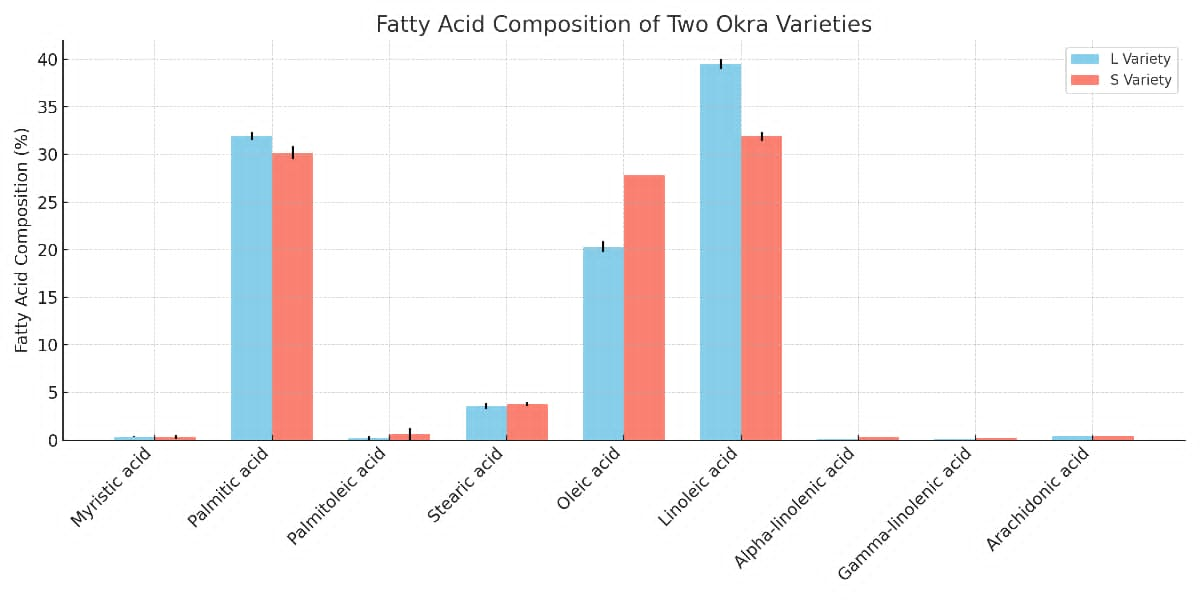 Fatty Acid Composition of Two Okra Varieties
L Variety
S Variety
Fatty Acid Composition (%)
40
35
30
25
20
15
10
5
0
Myristic acid
Palmitic acid
Palmitoleic acid
Stearic acid
Oleic acid
Linoleic acid
Alpha-linolenic acid
Gamma-linolenic acid
Arachidonic acid